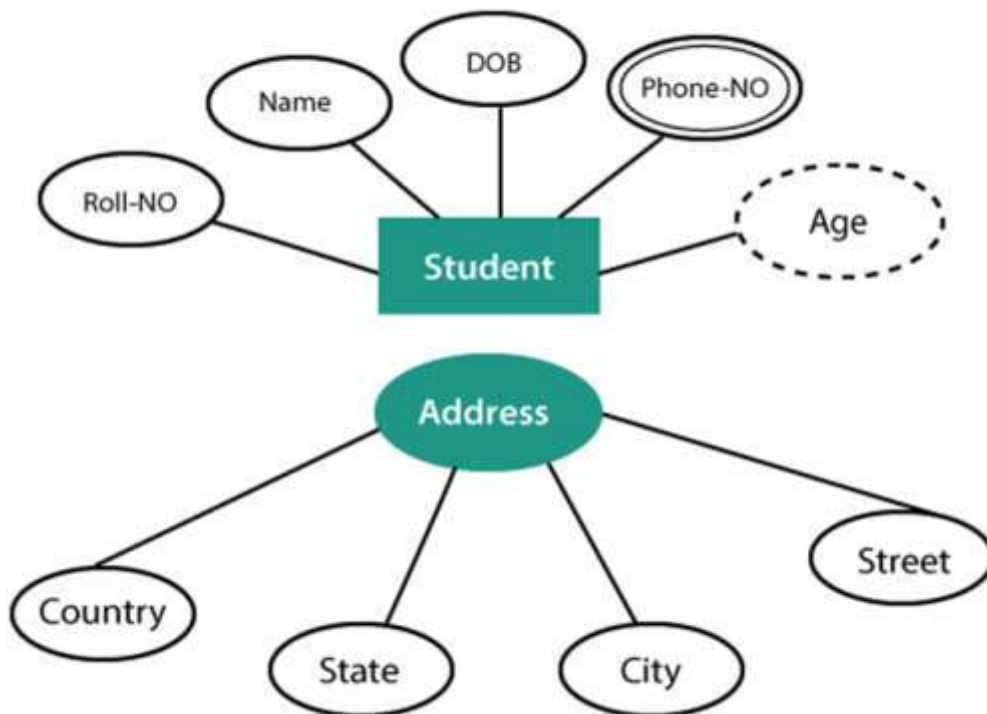 DOB
Phone-NO
Name
Roll-NO
Age
Student
Address
Country
State
City
Street